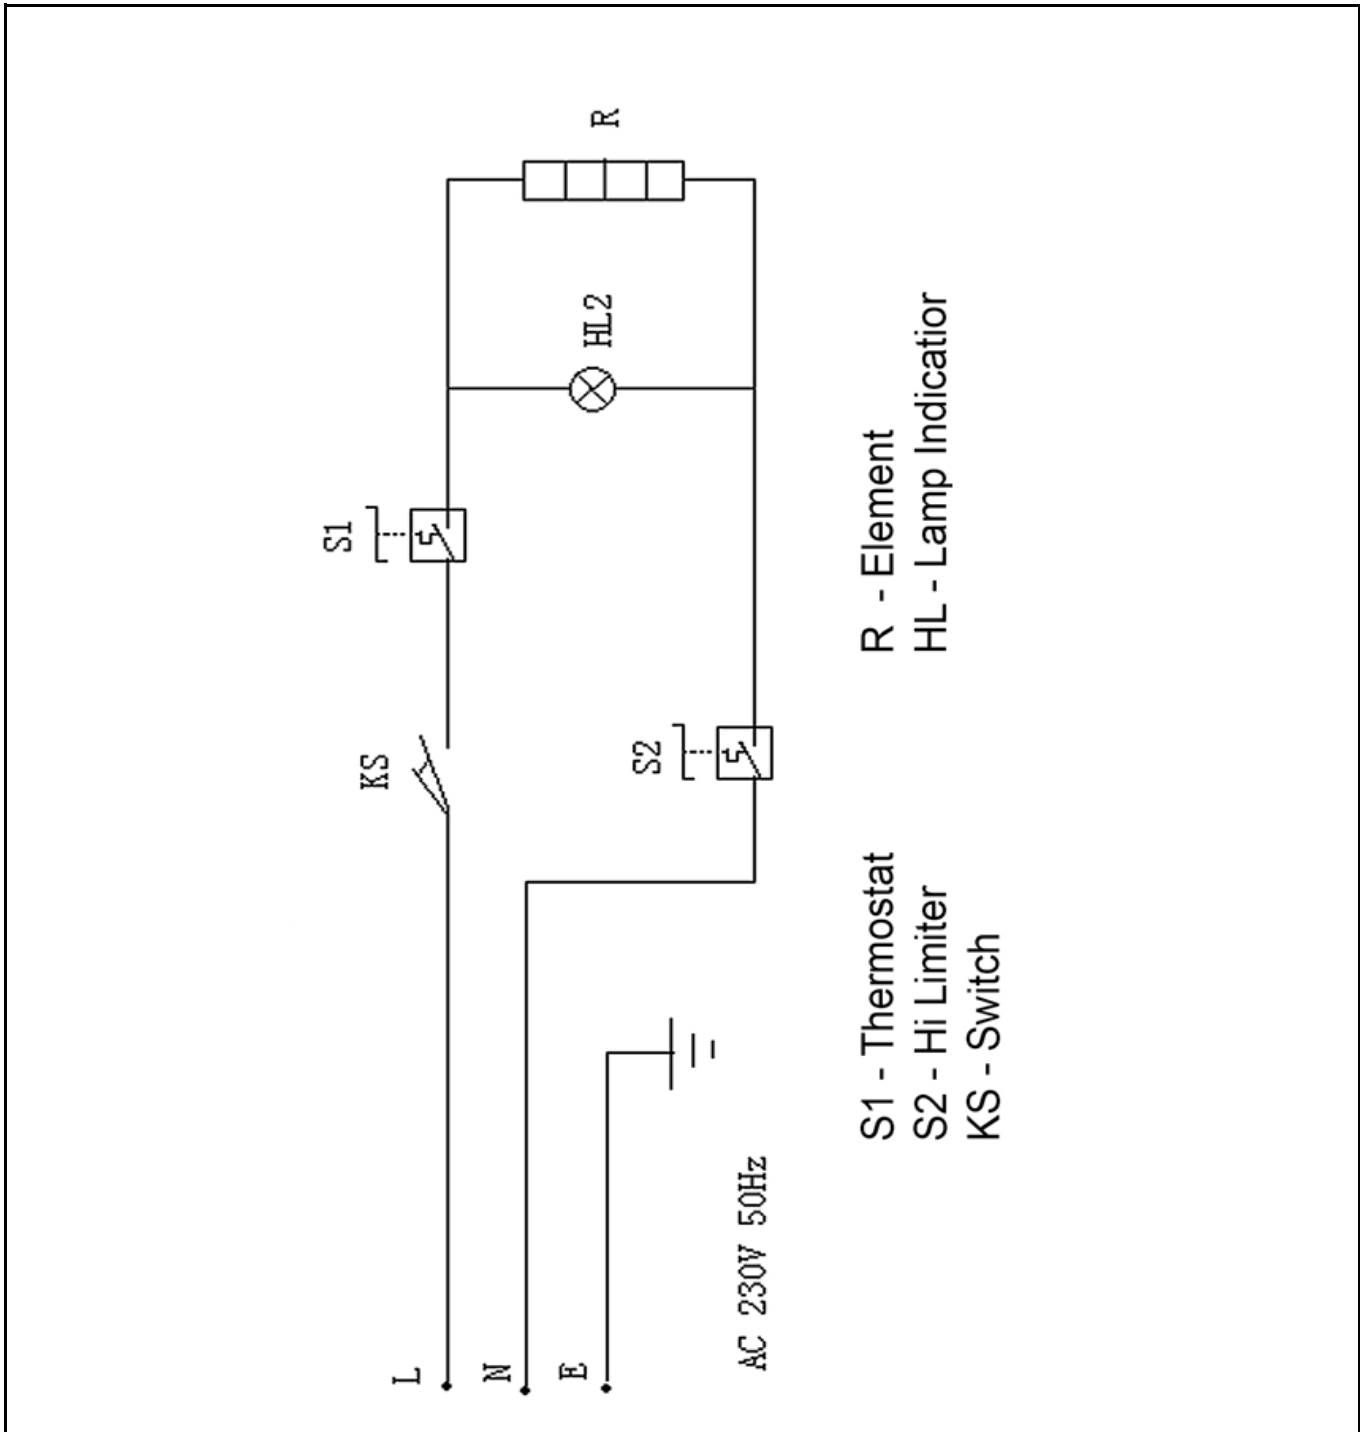 L
N
E
AC 230V 50Hz
KS
S1
S2
HL2
R
S1 - Thermostat
S2 - Hi Limiter
KS - Switch
R - Element
HL - Lamp Indicatior